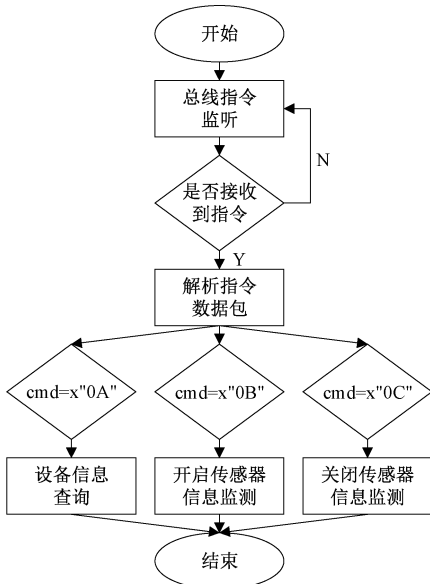 开始
总线指令
监听
N
是否接收
到指令
Y
解析指令
数据包
cmd=x"0A"
cmd=x"0B"
cmd=x"0C"
设备信息
查询
开启传感器
信息监测
关闭传感器
信息监测
结束